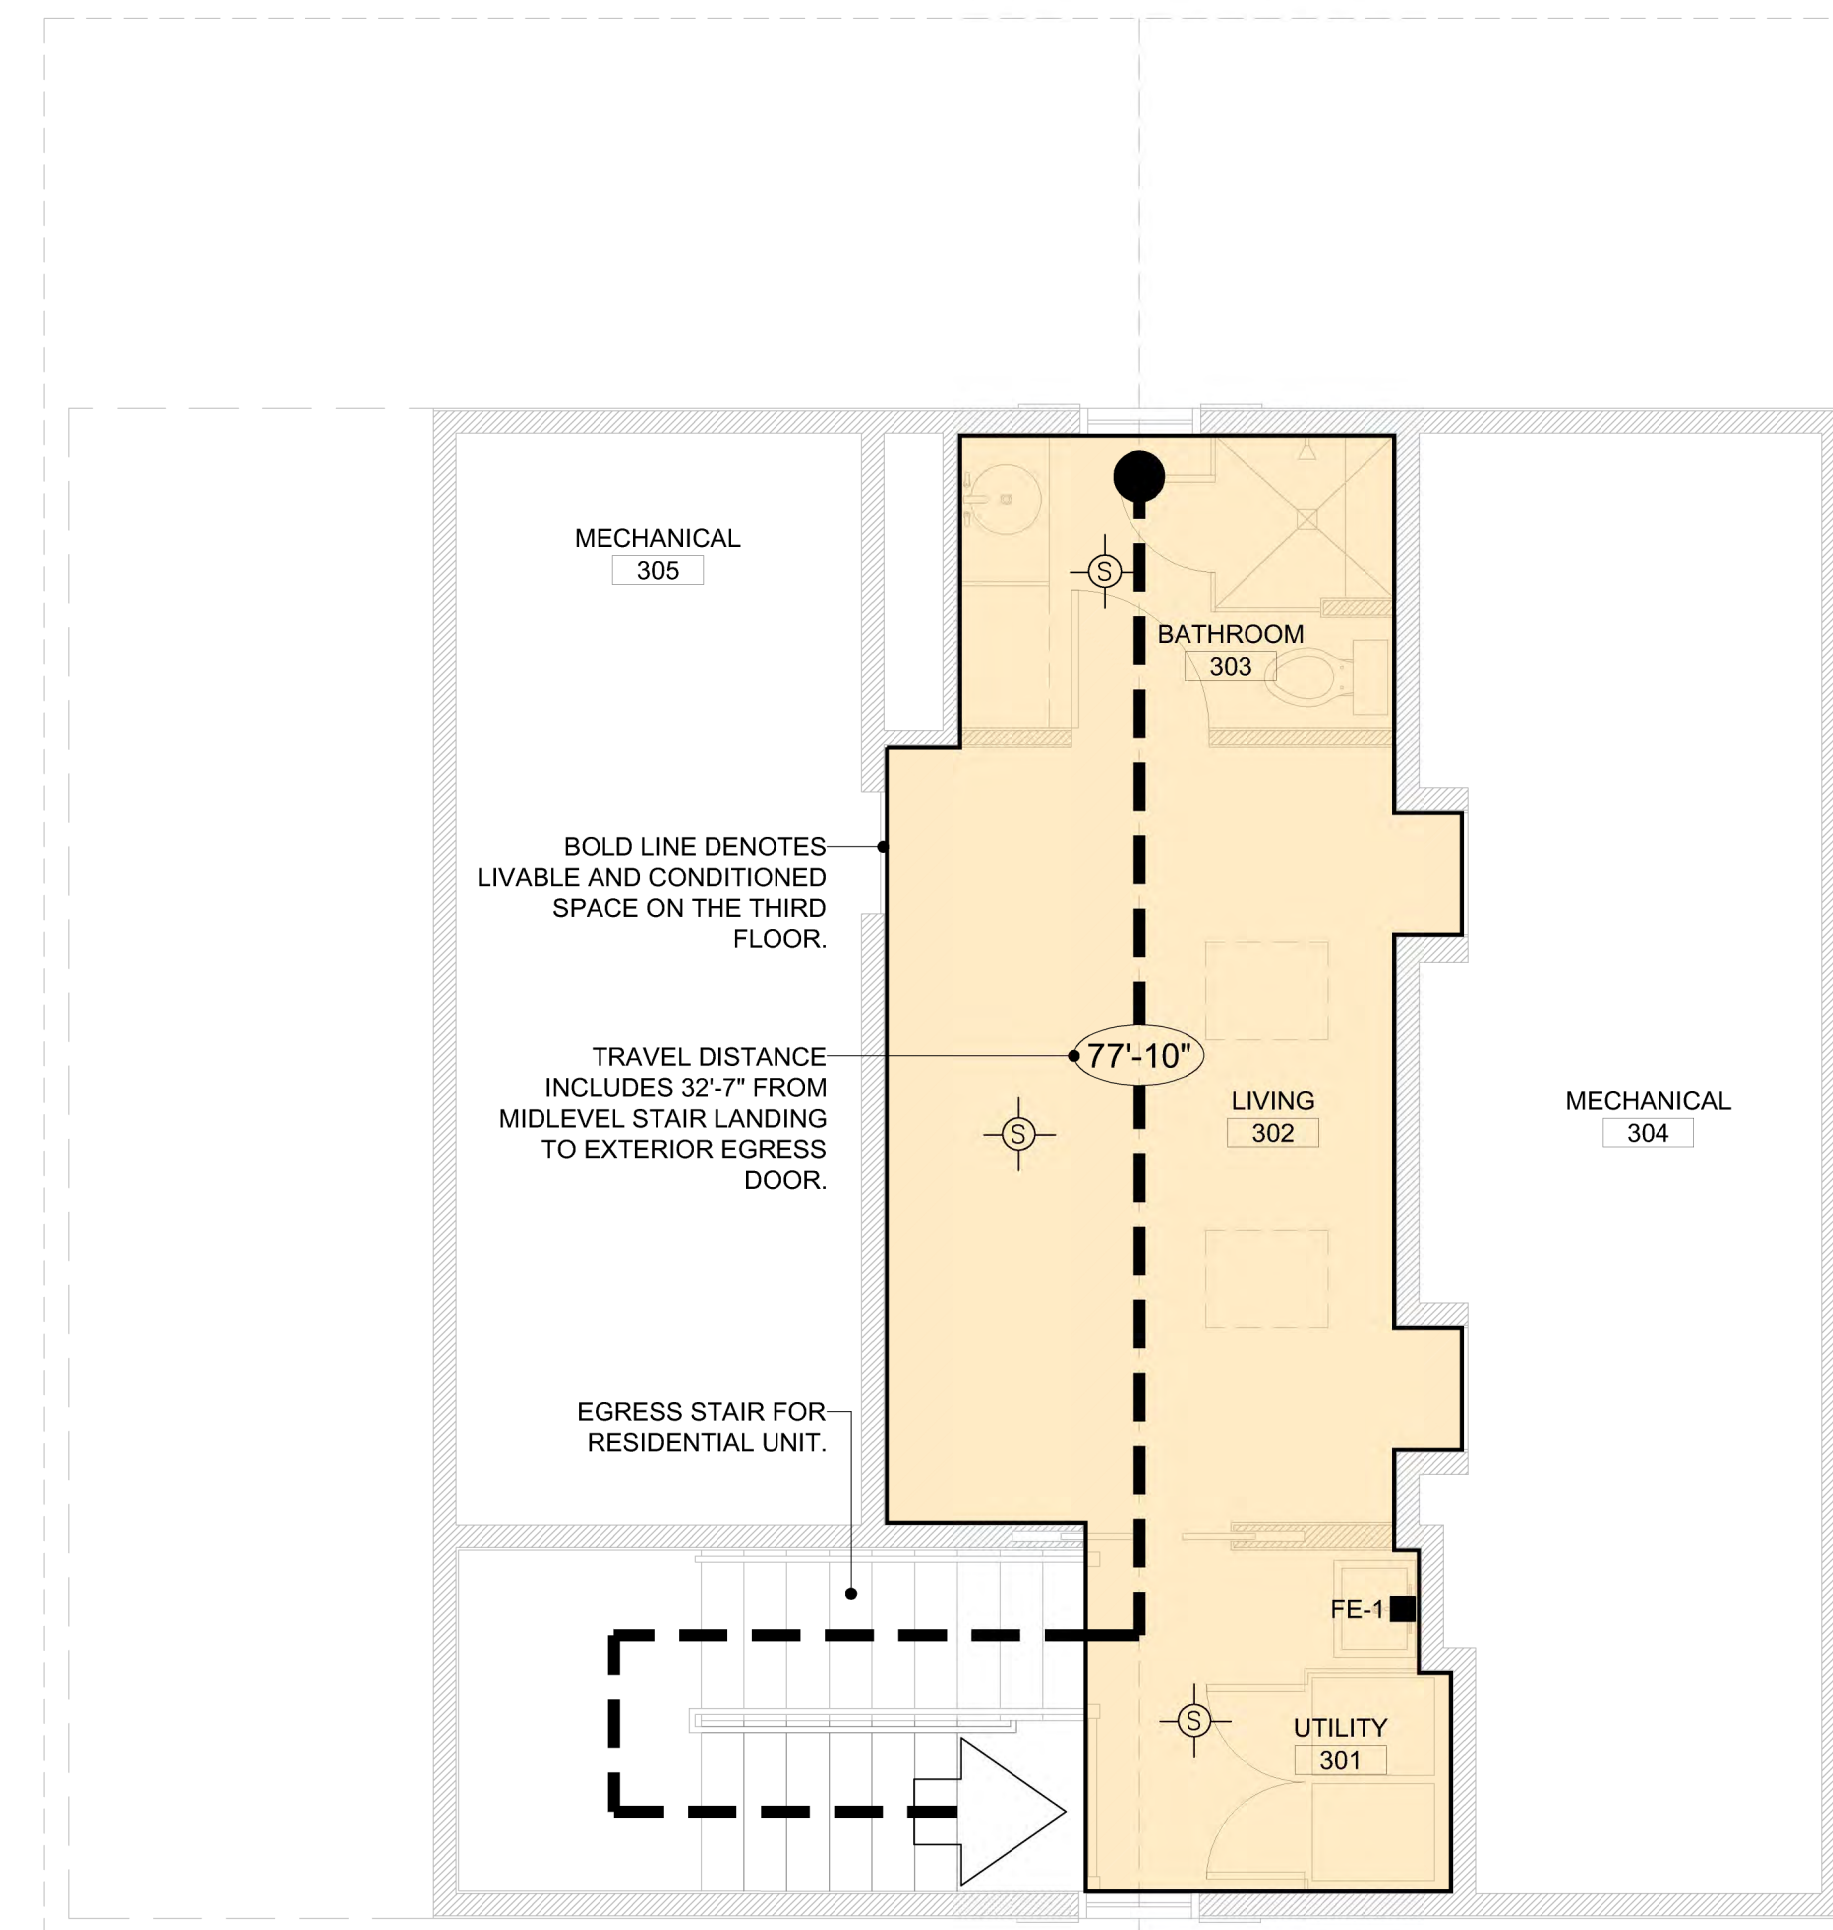 MECHANICAL
305
S
BATHROOM
303
BOLD LINE DENOTES
LIVABLE AND CONDITIONED
SPACE ON THE THIRD
FLOOR.
TRAVEL DISTANCE
INCLUDES 32'-7" FROM
MIDLEVEL STAIR LANDING
TO EXTERIOR EGRESS
DOOR.
77'-10"
S
LIVING
302
MECHANICAL
304
EGRESS STAIR FOR
RESIDENTIAL UNIT.
FE-1
S
UTILITY
301